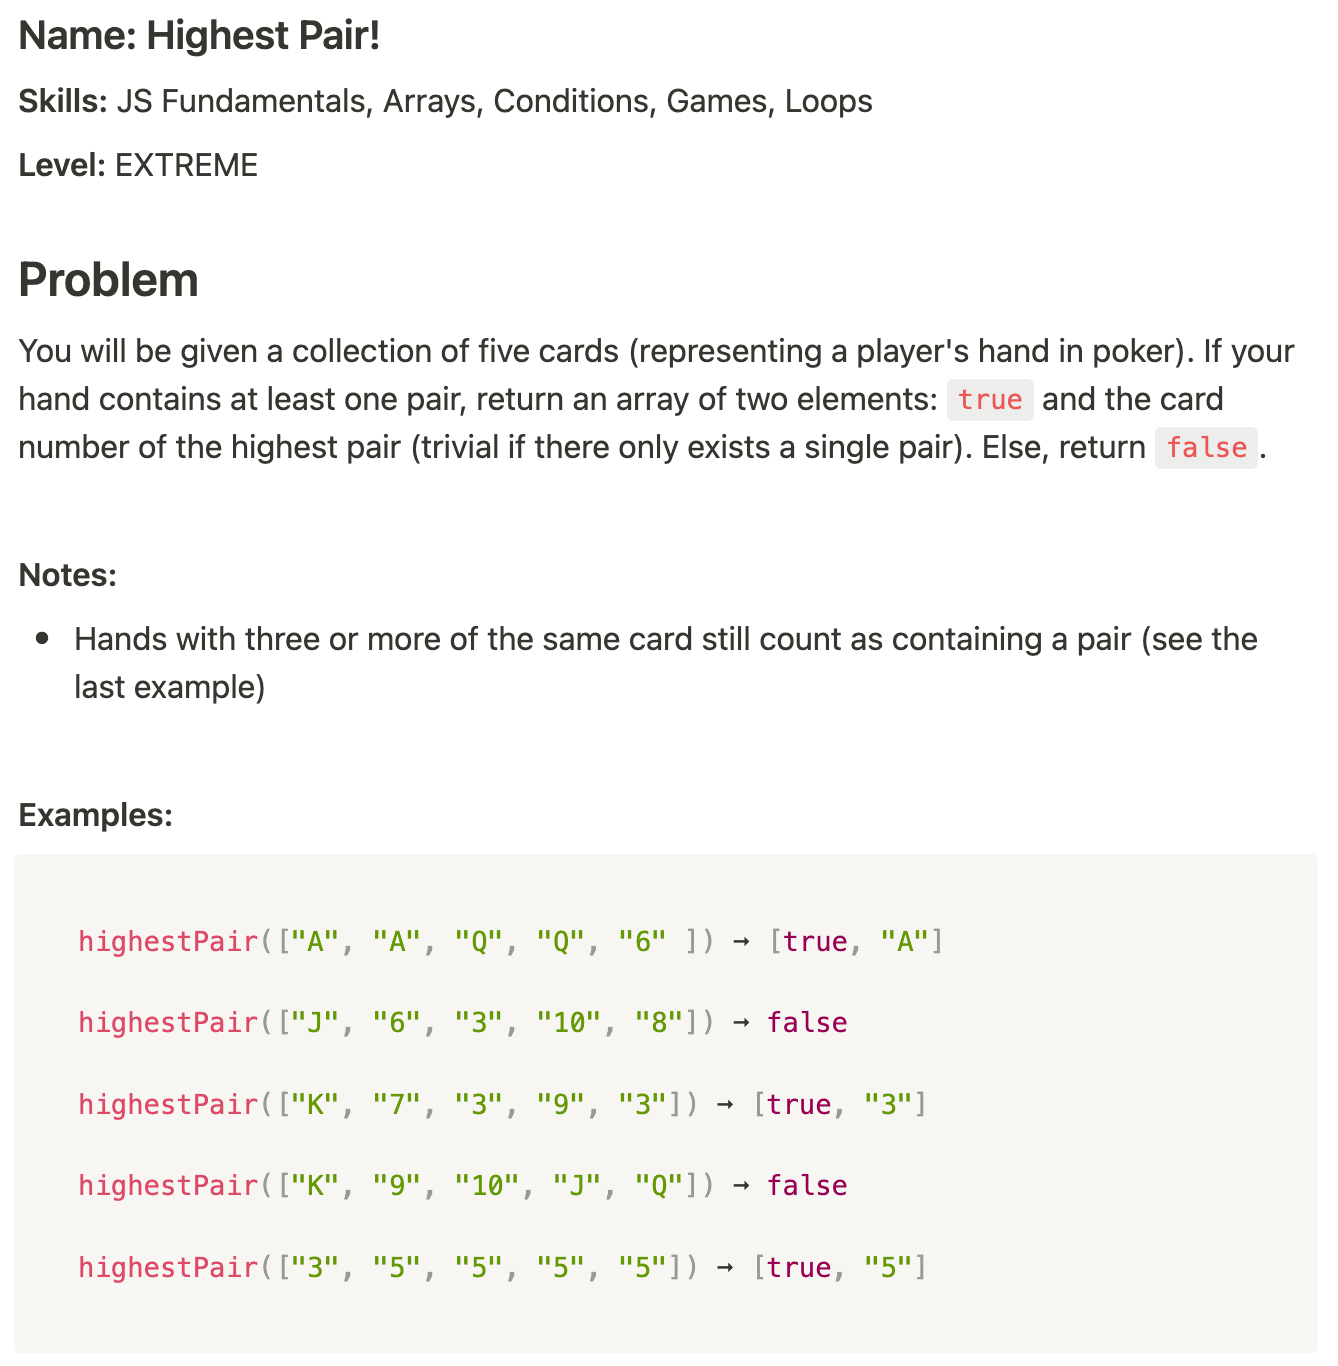 Name: Highest Pair!
Skills: JS Fundamentals, Arrays, Conditions, Games, Loops
Level: EXTREME
Problem
You will be given a collection of five cards (representing a player's hand in poker). If your
hand contains at least one pair, return an array of two elements: true and the card
number of the highest pair (trivial if there only exists a single pair). Else, return false.
Notes:
• Hands with three or more of the same card still count as containing a pair (see the
last example)
Examples:
highestPair(["A", "A", "Q", "Q", "6" ]) → [true, "A"]
highestPair(["J", "6", "3", "10", "8"]) → false
highestPair(["K", "7", "3", "9", "3"]) → [true, "3"]
highestPair(["K", "9", "10", "J", "Q"]) → false
highestPair(["3", "5", "5", "5", "5"]) → [true, "5"]